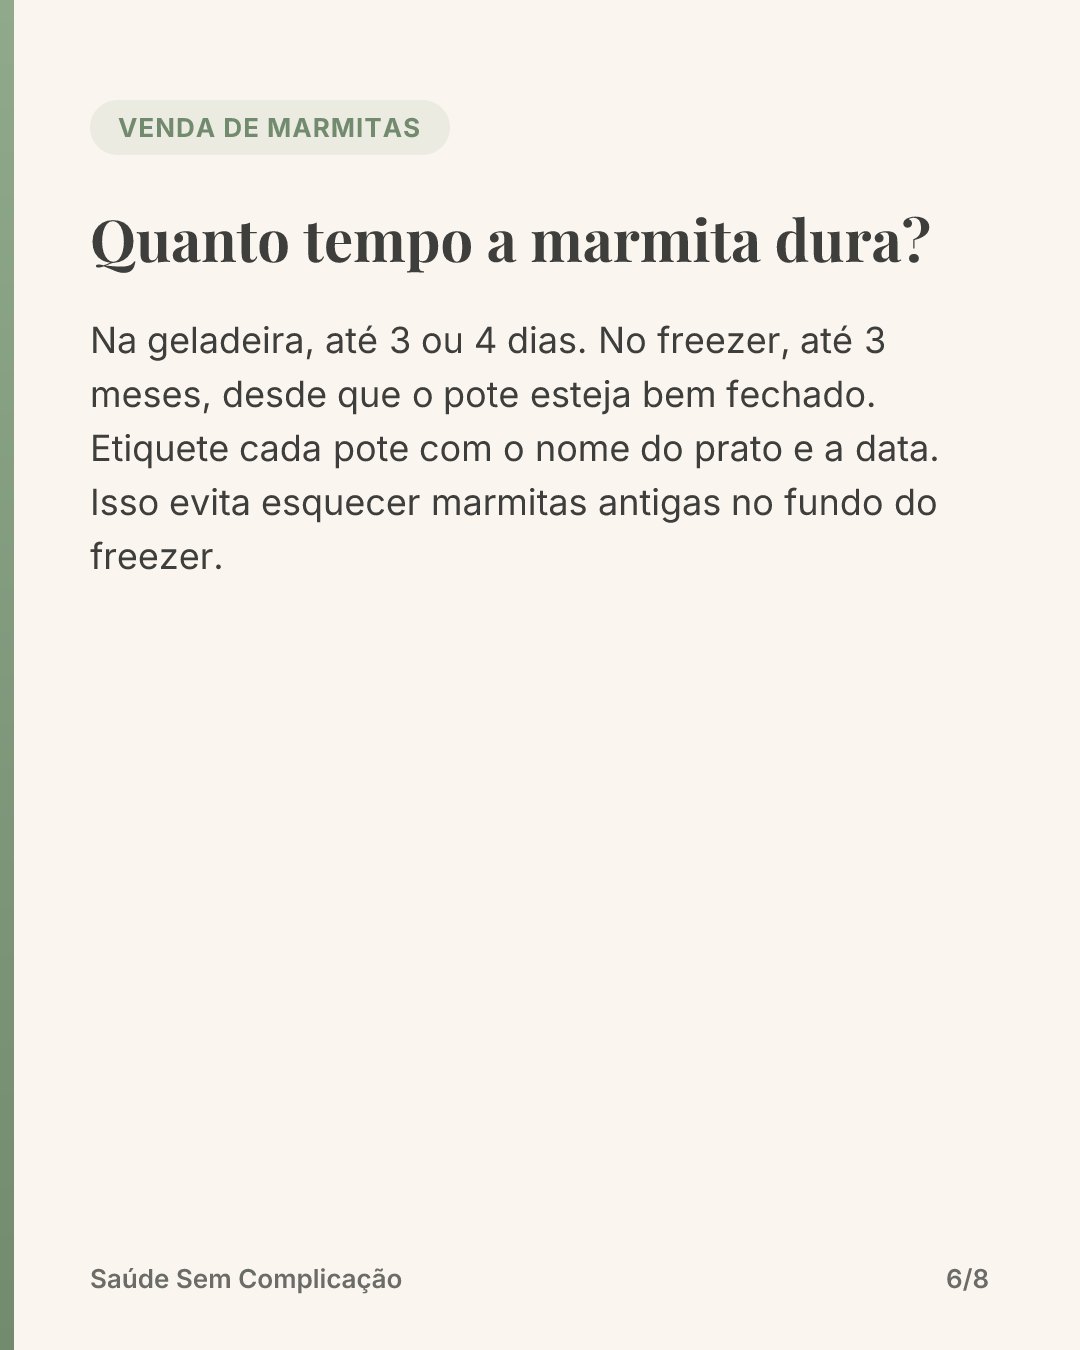 VENDA DE MARMITAS
Quanto tempo a marmita dura?
Na geladeira, até 3 ou 4 dias. No freezer, até 3
meses, desde que o pote esteja bem fechado.
Etiquete cada pote com o nome do prato e a data.
Isso evita esquecer marmitas antigas no fundo do
freezer.
Saúde Sem Complicação
6/8